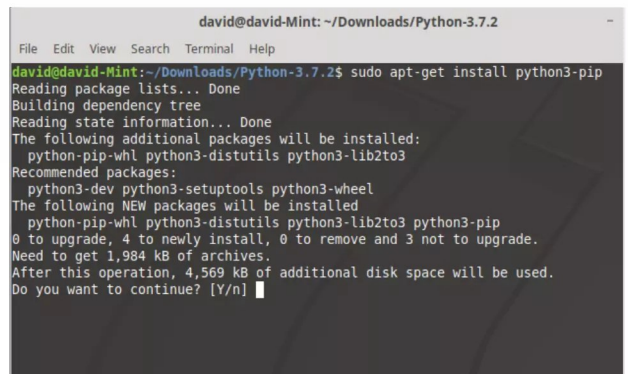 david@david-Mint: ~/Downloads/Python-3.7.2
File Edit View Search Terminal Help
david@david-Mint:~/Downloads/Python-3.7.2$ sudo apt-get install python3-pip
Reading package lists... Done
Building dependency tree
Reading state information... Done
The following additional packages will be installed:
  python-pip-whl python3-distutils python3-lib2to3
Recommended packages:
  python3-dev python3-setuptools python3-wheel
The following NEW packages will be installed
  python-pip-whl python3-distutils python3-lib2to3 python3-pip
0 to upgrade, 4 to newly install, 0 to remove and 3 not to upgrade.
Need to get 1,984 kB of archives.
After this operation, 4,569 kB of additional disk space will be used.
Do you want to continue? [Y/n]